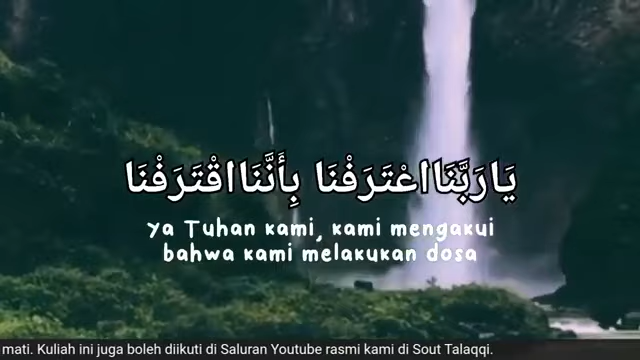 يَارَبَّنَااعْتَرَفْنَا بِأَنَّنَااقْتَرَفْنَا
Ya Tuhan kami, kami mengakui
bahwa kami melakukan dosa
mati. Kuliah ini juga boleh diikuti di Saluran Youtube rasmi kami di Sout Talaqqi.